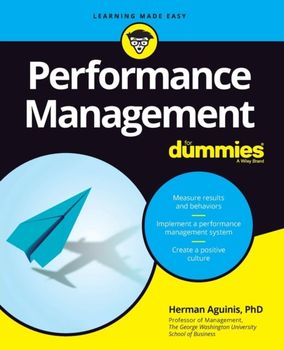 LEARNING MADE EASY
Performance
Management
for
dummies
A Wiley Brand
Measure results
and behaviors
Implement a performance
management system
Create a positive
culture
Herman Aguinis, PhD
Professor of Management,
The George Washington University
School of Business